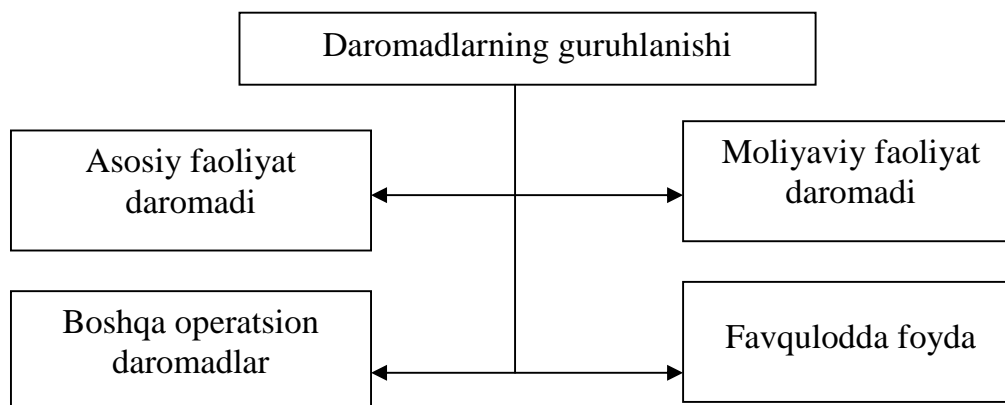 Daromadlarning guruhlanishi
Asosiy faoliyat
daromadi
Moliyaviy faoliyat
daromadi
Boshqa operatsion
daromadlar
Favqulodda foyda